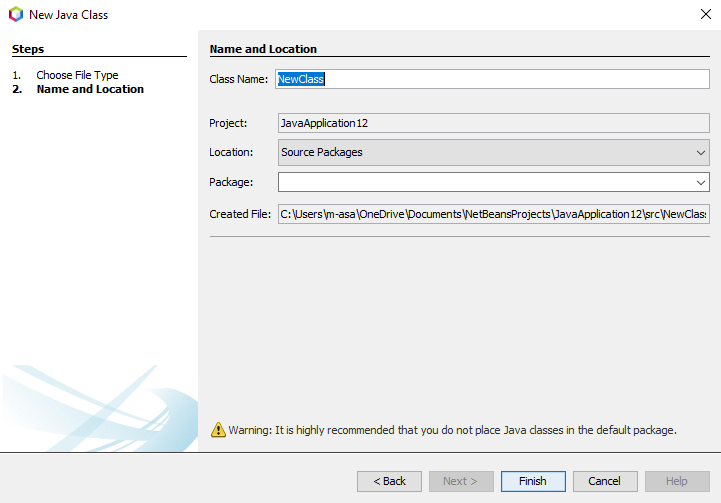 New Java Class
Steps
1. Choose File Type
2. Name and Location
Name and Location
Class Name: NewClass
Project: JavaApplication12
Location: Source Packages
Package:
Created File: C:\Users\m-asa\OneDrive\Documents\NetBeansProjects\JavaApplication12\src\NewClas
Warning: It is highly recommended that you do not place Java classes in the default package.
< Back Next > Finish Cancel Help